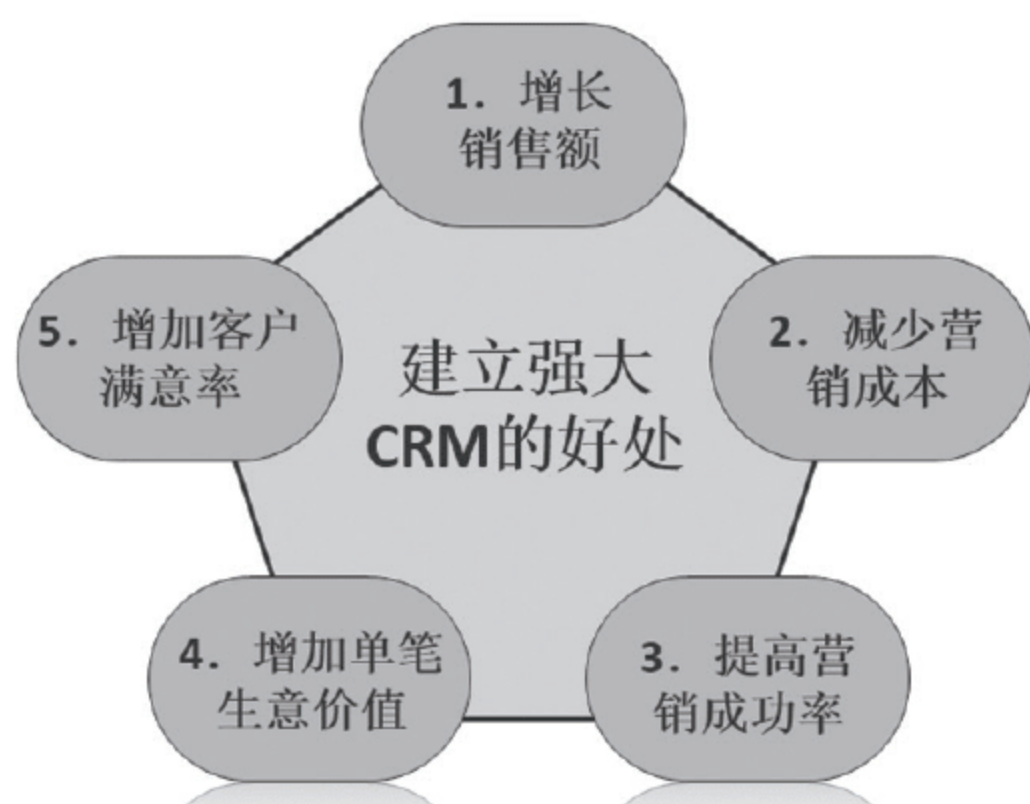 1. 增长
销售额
2. 减少营
销成本
3. 提高营
销成功率
4. 增加单笔
生意价值
5. 增加客户
满意率
建立强大
CRM的好处